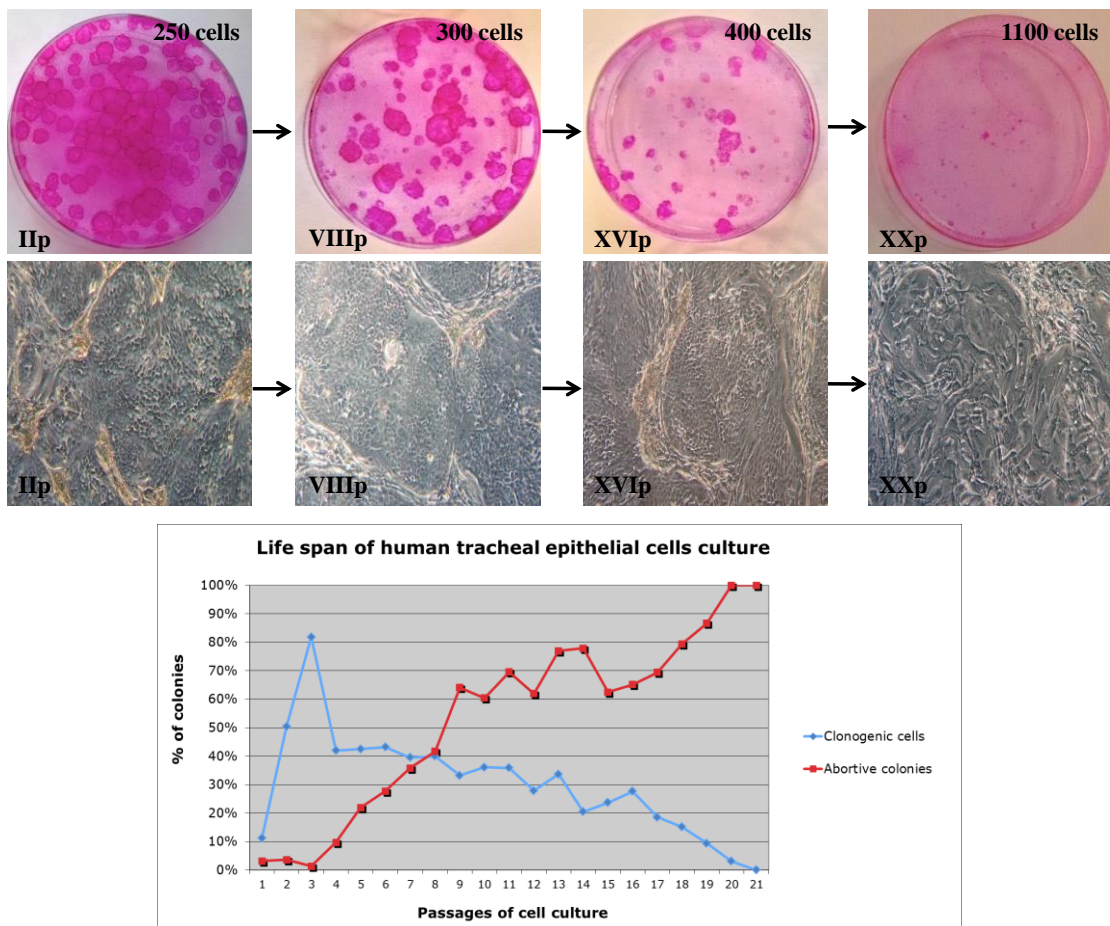 250 cells
300 cells
400 cells
1100 cells
IIp
VIIIp
XVIp
XXp
IIp
VIIIp
XVIp
XXp
Life span of human tracheal epithelial cells culture
100%
90%
80%
70%
60%
50%
40%
30%
20%
10%
0%
% of colonies
1 2 3 4 5 6 7 8 9 10 11 12 13 14 15 16 17 18 19 20 21
Passages of cell culture
Clonogenic cells
Abortive colonies